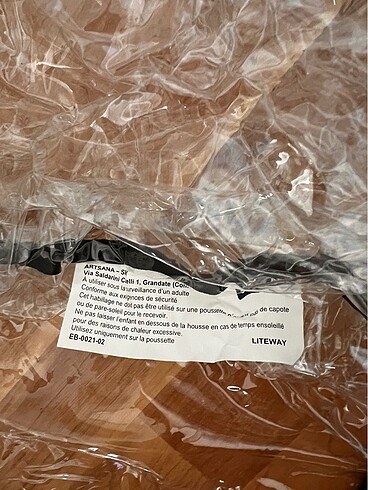 ARTSANA - S
Via Saldarini Catelli 1, Grandate (Co
A utiliser sous la surveillance d'un adulte
Conforme aux exigences de sécurité
Cet habillage ne doit pas être utilisé sur une poussette de capote
ou de pare-soleil pour le recevoir.
Ne pas laisser l'enfant en dessous de la housse en cas de temps ensoleillé
pour des raisons de chaleur excessive.
Utilisez uniquement sur la poussette
EB-0021-02
LITEWAY